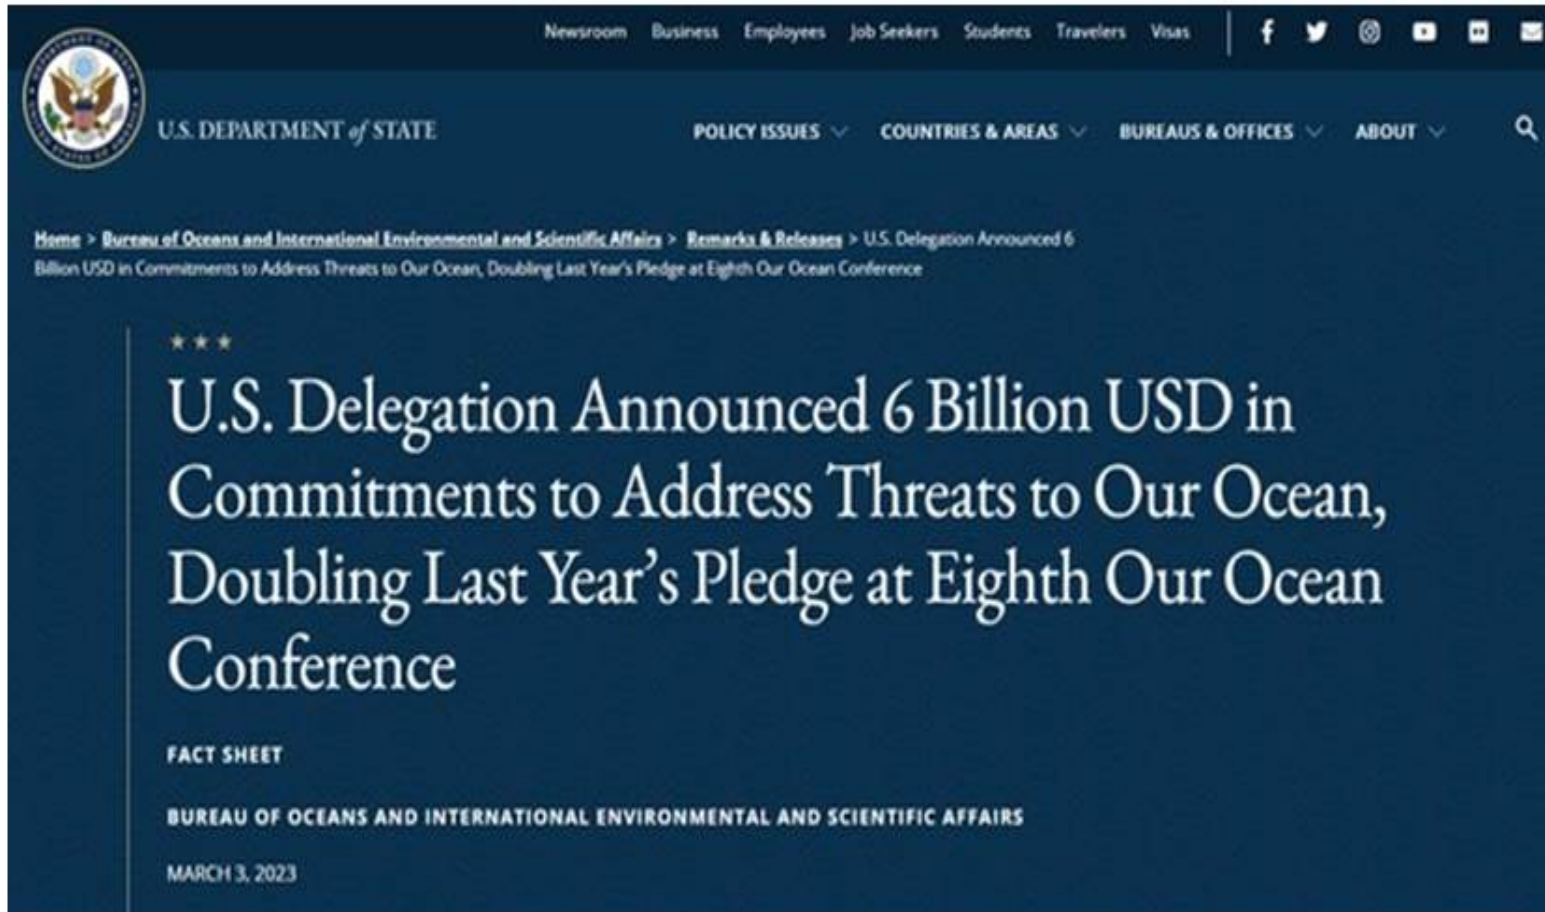 Newsroom Business Employees Job Seekers Students Travelers Visas
U.S. DEPARTMENT of STATE
POLICY ISSUES COUNTRIES & AREAS BUREAUS & OFFICES ABOUT
Home > Bureau of Oceans and International Environmental and Scientific Affairs > Remarks & Releases > U.S. Delegation Announced 6
Billion USD in Commitments to Address Threats to Our Ocean, Doubling Last Year's Pledge at Eighth Our Ocean Conference
U.S. Delegation Announced 6 Billion USD in
Commitments to Address Threats to Our Ocean,
Doubling Last Year's Pledge at Eighth Our Ocean
Conference
FACT SHEET
BUREAU OF OCEANS AND INTERNATIONAL ENVIRONMENTAL AND SCIENTIFIC AFFAIRS
MARCH 3, 2023